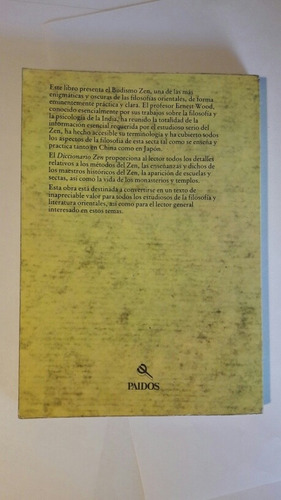 Este libro presenta el Budismo Zen, una de las más
enigmáticas y oscuras de las filosofías orientales, de forma
eminentemente práctica y clara. El profesor Ernest Wood,
conocido esencialmente por sus trabajos sobre la filosofía y
la psicología de la India, ha reunido la totalidad de la
información esencial requerida por el estudioso serio del
Zen, ha hecho accesible su terminología y ha cubierto todos
los aspectos de la filosofía de esta secta tal como se enseña y
practica tanto en China como en Japón.
El Diccionario Zen proporciona al lector todos los detalles
relativos a los métodos del Zen, las enseñanzas y dichos de
los maestros históricos del Zen, la aparición de escuelas y
sectas, así como la vida de los monasterios y templos.
Esta obra está destinada a convertirse en un texto de
inapreciable valor para todos los estudiosos de la filosofía y
literatura orientales, así como para el lector general
interesado en estos temas.
PAIDOS